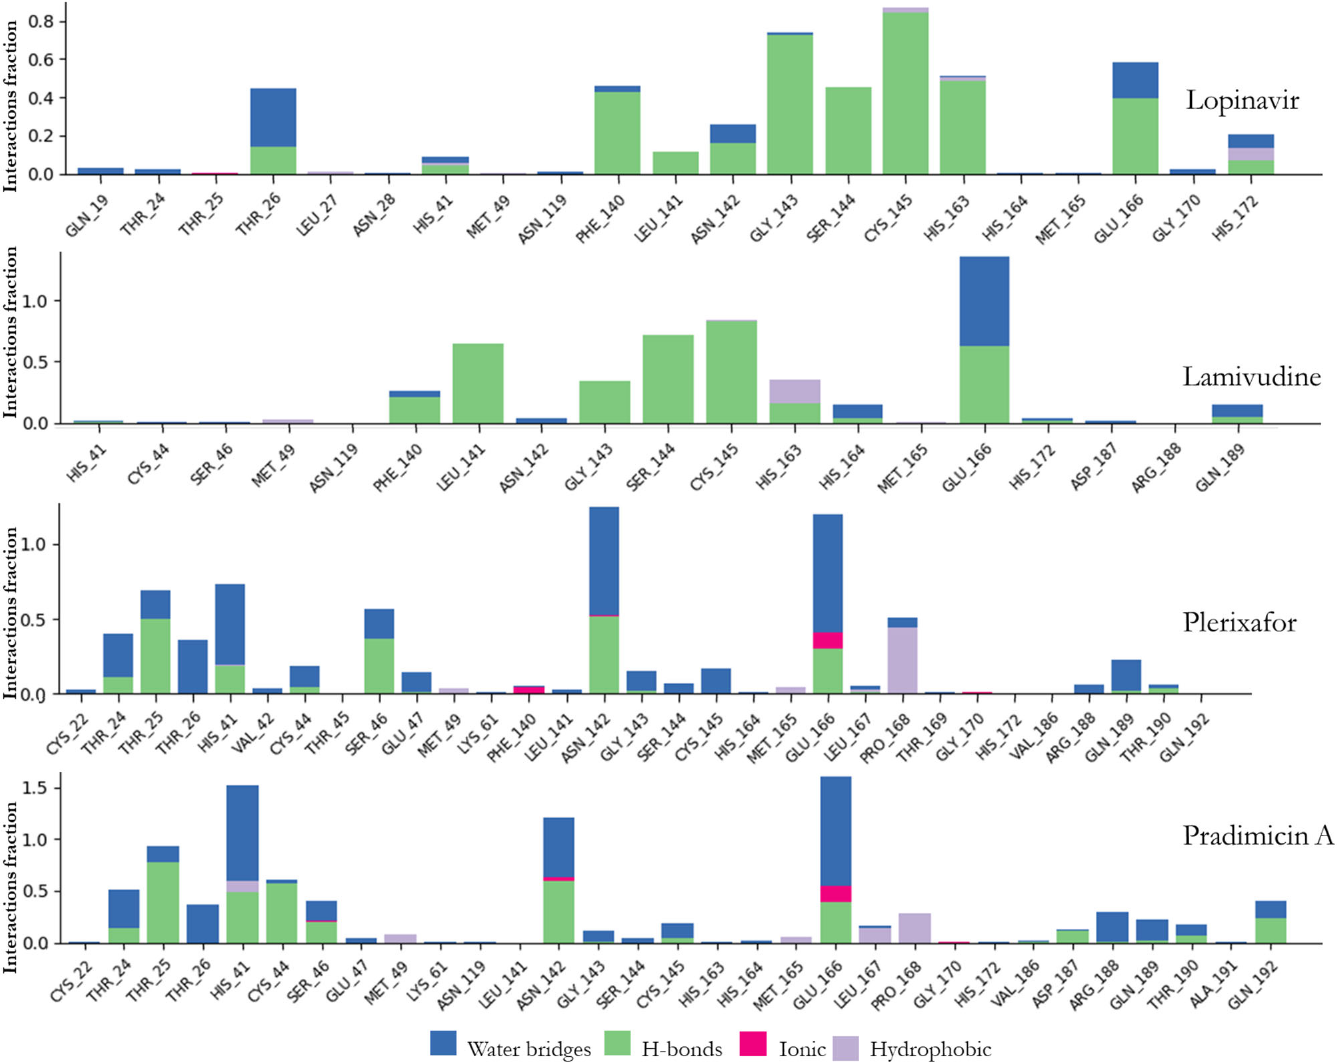 Interactions fraction
0.8
0.6
0.4
0.2
0.0
Lopinavir
GLN_19 THR_24 THR_25 THR_26 LEU_27 ASN_28 HIS_41 MET_49 ASN_119 PHE_140 LEU_141 ASN_142 GLY_143 SER_144 CYS_145 HIS_163 HIS_164 MET_165 GLU_166 GLY_170 HIS_172
Interactions fraction
1.0
0.5
0.0
Lamivudine
HIS_41 CYS_44 SER_46 MET_49 ASN_119 PHE_140 LEU_141 ASN_142 GLY_143 SER_144 CYS_145 HIS_163 HIS_164 MET_165 GLU_166 HIS_172 ASP_187 ARG_188 GLN_189
Interactions fraction
1.0
0.5
0.0
Plerixafor
CYS_22 THR_24 THR_25 THR_26 HIS_41 VAL_42 CYS_44 THR_45 SER_46 GLU_47 MET_49 LYS_61 PHE_140 LEU_141 ASN_142 GLY_143 SER_144 CYS_145 HIS_164 MET_165 GLU_166 LEU_167 PRO_168 THR_169 GLY_170 HIS_172 VAL_186 ARG_188 GLN_189 THR_190 GLN_192
Interactions fraction
1.5
1.0
0.5
0.0
Pradimicin A
CYS_22 THR_24 THR_25 THR_26 HIS_41 CYS_44 SER_46 GLU_47 MET_49 LYS_61 ASN_119 LEU_141 ASN_142 GLY_143 SER_144 CYS_145 HIS_163 HIS_164 MET_165 GLU_166 LEU_167 PRO_168 GLY_170 HIS_172 VAL_186 ASP_187 ARG_188 GLN_189 THR_190 ALA_191 GLN_192
Water bridges H-bonds Ionic Hydrophobic